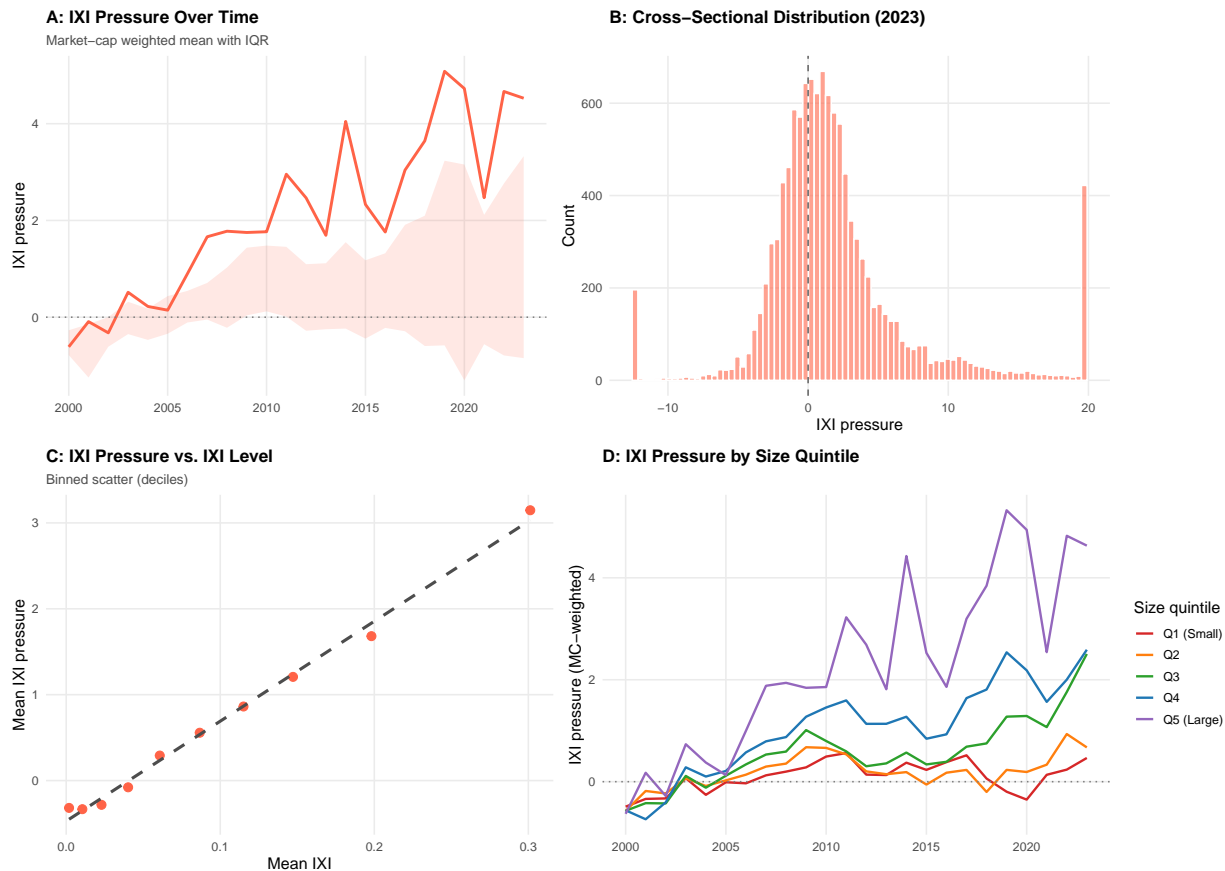 A: IXI Pressure Over Time
Market−cap weighted mean with IQR
IXI pressure
4
2
0
2000
2005
2010
2015
2020
B: Cross−Sectional Distribution (2023)
Count
600
400
200
0
−10
0
10
20
IXI pressure
C: IXI Pressure vs. IXI Level
Binned scatter (deciles)
Mean IXI pressure
3
2
1
0
0.0
0.1
0.2
0.3
Mean IXI
D: IXI Pressure by Size Quintile
IXI pressure (MC−weighted)
4
2
0
2000
2005
2010
2015
2020
Size quintile
Q1 (Small)
Q2
Q3
Q4
Q5 (Large)